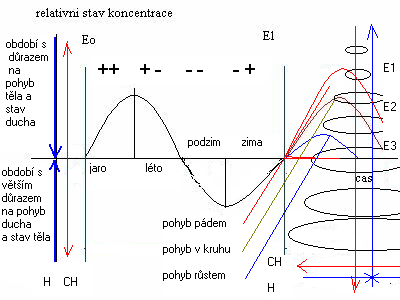 relativni stav koncentrace
Eo
E1
období s
důrazem
na
pohyb
těla a
stav
ducha
++ + - - - - +
E1
E2
E3
podzim
zima
jaro
léto
cas
období s
větším
důrazem
na pohyb
ducha
a stav těla
pohyb pádem
pohyb v kruhu
pohyb růstem
CH
H
H
CH